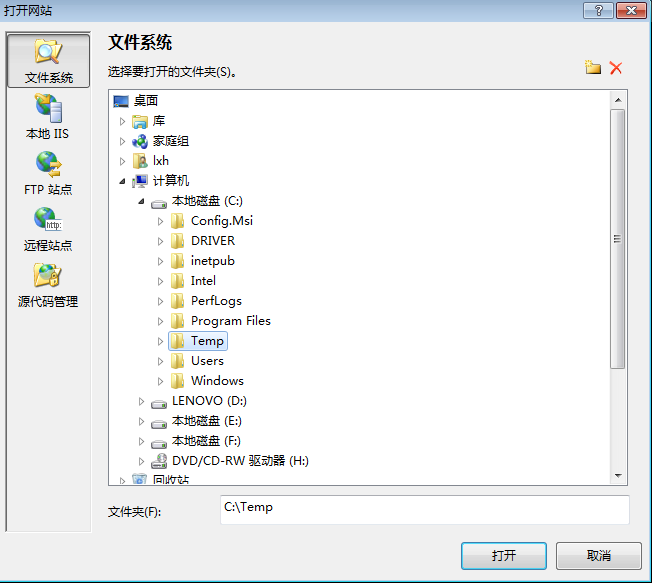 打开网站
文件系统
本地 IIS
FTP 站点
http:
远程站点
源代码管理
文件系统
选择要打开的文件夹(S)。
桌面
库
家庭组
lxh
计算机
本地磁盘 (C:)
Config.Msi
DRIVER
inetpub
Intel
PerfLogs
Program Files
Temp
Users
Windows
LENOVO (D:)
本地磁盘 (E:)
本地磁盘 (F:)
DVD/CD-RW 驱动器 (H:)
回收站
文件夹(F):
C:\Temp
打开
取消